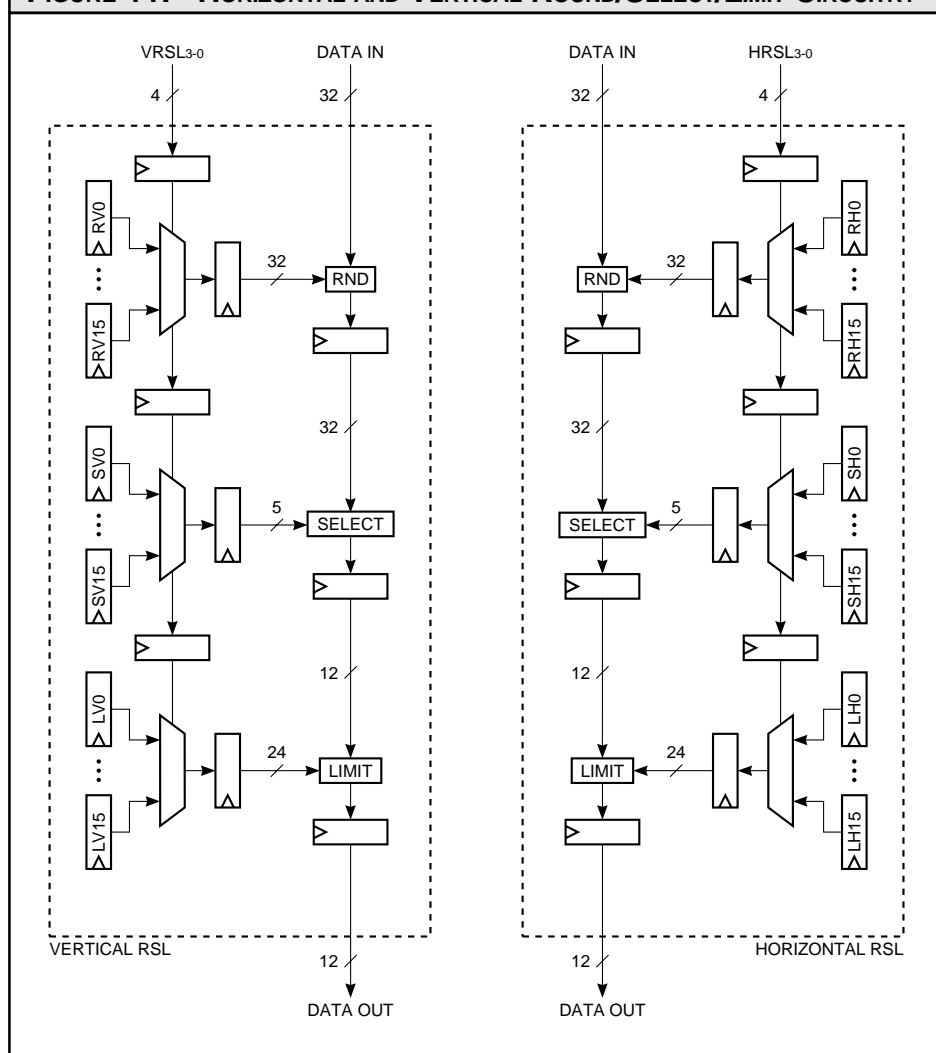 FIGURE HORIZONTAL AND VERTICAL ROUND/SELECT/LIMIT CIRCUITRY
VRSL3-0
DATA IN
DATA IN
HRSL3-0
4
32
32
4
RV0
RV15
32
RND
RND
32
RH0
RH15
32
32
SV0
SV15
5
SELECT
SELECT
5
SH0
SH15
12
12
LV0
LV15
24
LIMIT
LIMIT
24
LH0
LH15
VERTICAL RSL
HORIZONTAL RSL
12
12
DATA OUT
DATA OUT